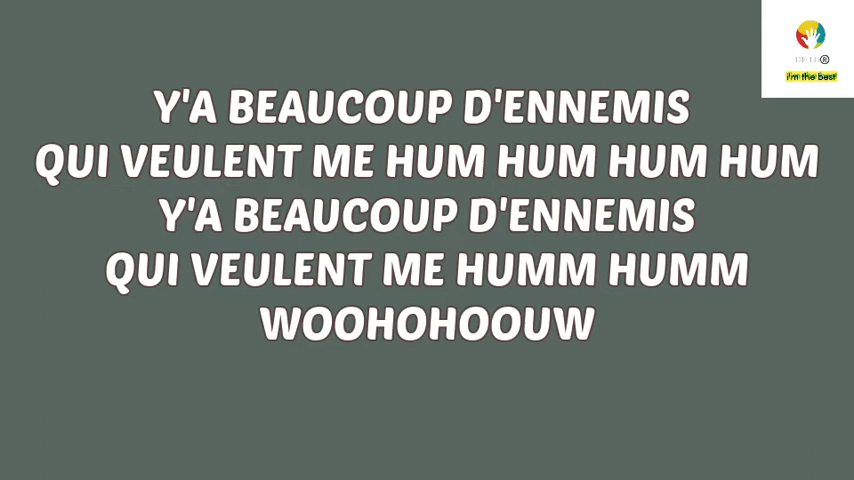 Y'A BEAUCOUP D'ENNEMIS
QUI VEULENT ME HUM HUM HUM HUM
Y'A BEAUCOUP D'ENNEMIS
QUI VEULENT ME HUMM HUMM
WOOHOHOOUW
®
i'm the best